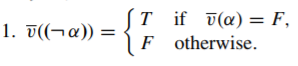 1. v̅((¬ α)) = { T if v̅(α) = F,
F otherwise.